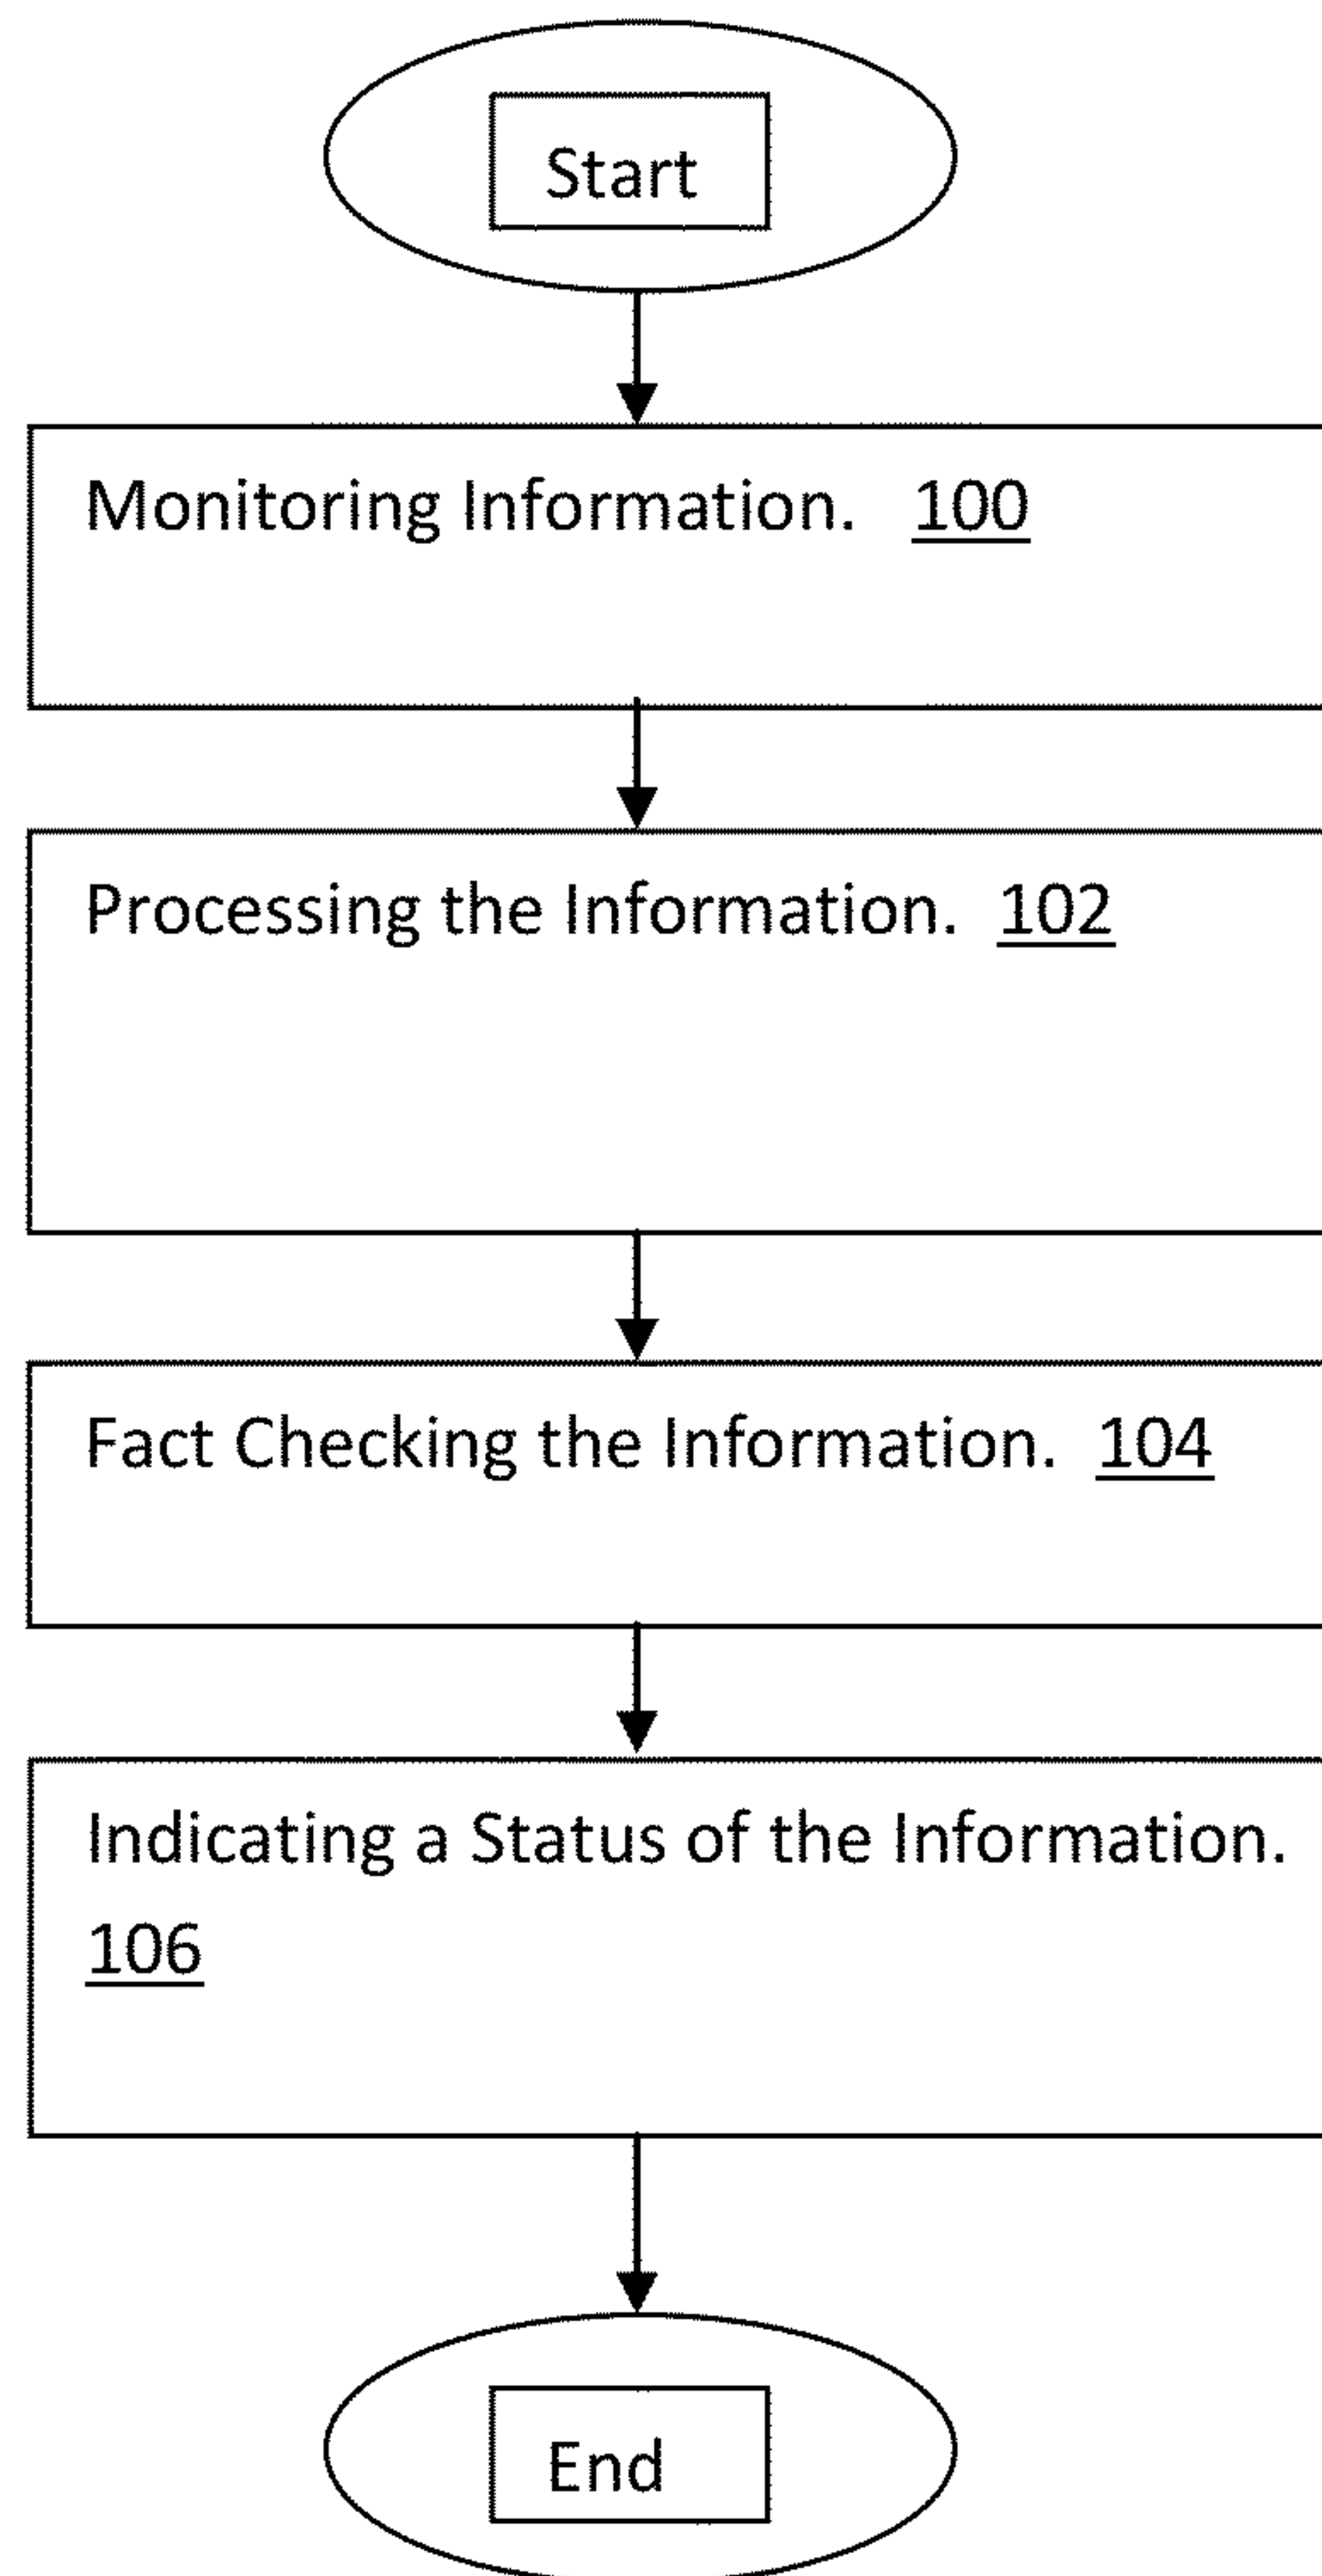 Start
Monitoring Information. 100
Processing the Information. 102
Fact Checking the Information. 104
Indicating a Status of the Information.
106
End